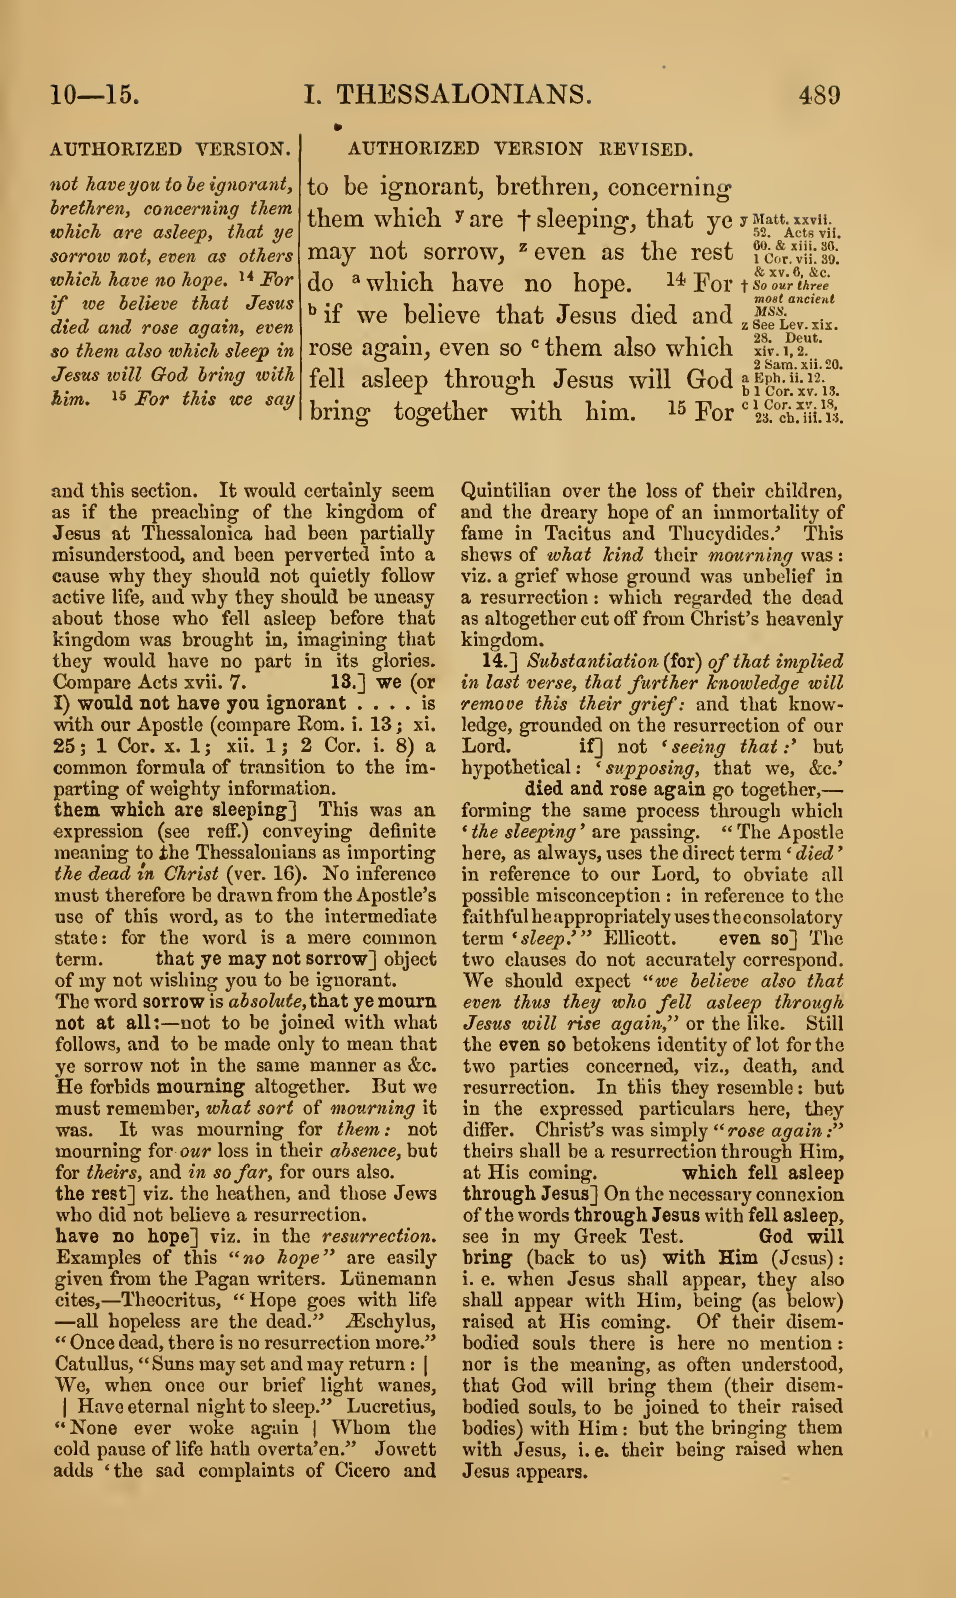 10—15.
I. THESSALONIANS.
489
AUTHORIZED VERSION.
not have you to be ignorant,
brethren, concerning them
which are asleep, that ye
sorrow not, even as others
which have no hope. 14 For
if we believe that Jesus
died and rose again, even
so them also which sleep in
Jesus will God bring with
him. 15 For this we say
AUTHORIZED VERSION REVISED.
to be ignorant, brethren, concerning
them which y are † sleeping, that ye
may not sorrow, z even as the rest
do a which have no hope. 14 For
b if we believe that Jesus died and
rose again, even so c them also which
fell asleep through Jesus will God
bring together with him. 15 For
y Matt. xxvii.
52. Acts vii.
60. & xiii. 36.
1 Cor. vii. 39.
& xv. 6, &c.
† So our three
most ancient
MSS.
z See Lev. xix.
28. Deut.
xiv. 1, 2.
2 Sam. xii. 20.
a Eph. ii. 12.
b 1 Cor. xv. 13.
c 1 Cor. xv. 18,
23. ch. iii. 13.
and this section. It would certainly seem
as if the preaching of the kingdom of
Jesus at Thessalonica had been partially
misunderstood, and been perverted into a
cause why they should not quietly follow
active life, and why they should be uneasy
about those who fell asleep before that
kingdom was brought in, imagining that
they would have no part in its glories.
Compare Acts xvii. 7. 13.] we (or
I) would not have you ignorant . . . . is
with our Apostle (compare Rom. i. 13; xi.
25; 1 Cor. x. 1; xii. 1; 2 Cor. i. 8) a
common formula of transition to the im-
parting of weighty information.
them which are sleeping] This was an
expression (see reff.) conveying definite
meaning to the Thessalonians as importing
the dead in Christ (ver. 16). No inference
must therefore be drawn from the Apostle's
use of this word, as to the intermediate
state: for the word is a mere common
term. that ye may not sorrow] object
of my not wishing you to be ignorant.
The word sorrow is absolute, that ye mourn
not at all:—not to be joined with what
follows, and to be made only to mean that
ye sorrow not in the same manner as &c.
He forbids mourning altogether. But we
must remember, what sort of mourning it
was. It was mourning for them: not
mourning for our loss in their absence, but
for theirs, and in so far, for ours also.
the rest] viz. the heathen, and those Jews
who did not believe a resurrection.
have no hope] viz. in the resurrection.
Examples of this "no hope" are easily
given from the Pagan writers. Lünemann
cites,—Theocritus, "Hope goes with life
—all hopeless are the dead." Æschylus,
"Once dead, there is no resurrection more."
Catullus, "Suns may set and may return: |
We, when once our brief light wanes,
| Have eternal night to sleep." Lucretius,
"None ever woke again | Whom the
cold pause of life hath overta'en." Jowett
adds 'the sad complaints of Cicero and
Quintilian over the loss of their children,
and the dreary hope of an immortality of
fame in Tacitus and Thucydides.' This
shews of what kind their mourning was:
viz. a grief whose ground was unbelief in
a resurrection: which regarded the dead
as altogether cut off from Christ's heavenly
kingdom.
14.] Substantiation (for) of that implied
in last verse, that further knowledge will
remove this their grief: and that know-
ledge, grounded on the resurrection of our
Lord. if] not 'seeing that:' but
hypothetical: 'supposing, that we, &c.'
died and rose again go together,—
forming the same process through which
'the sleeping' are passing. "The Apostle
here, as always, uses the direct term 'died'
in reference to our Lord, to obviate all
possible misconception: in reference to the
faithful he appropriately uses the consolatory
term 'sleep.'" Ellicott. even so] The
two clauses do not accurately correspond.
We should expect "we believe also that
even thus they who fell asleep through
Jesus will rise again," or the like. Still
the even so betokens identity of lot for the
two parties concerned, viz., death, and
resurrection. In this they resemble: but
in the expressed particulars here, they
differ. Christ's was simply "rose again:"
theirs shall be a resurrection through Him,
at His coming. which fell asleep
through Jesus] On the necessary connexion
of the words through Jesus with fell asleep,
see in my Greek Test. God will
bring (back to us) with Him (Jesus):
i. e. when Jesus shall appear, they also
shall appear with Him, being (as below)
raised at His coming. Of their disem-
bodied souls there is here no mention:
nor is the meaning, as often understood,
that God will bring them (their disem-
bodied souls, to be joined to their raised
bodies) with Him: but the bringing them
with Jesus, i. e. their being raised when
Jesus appears.